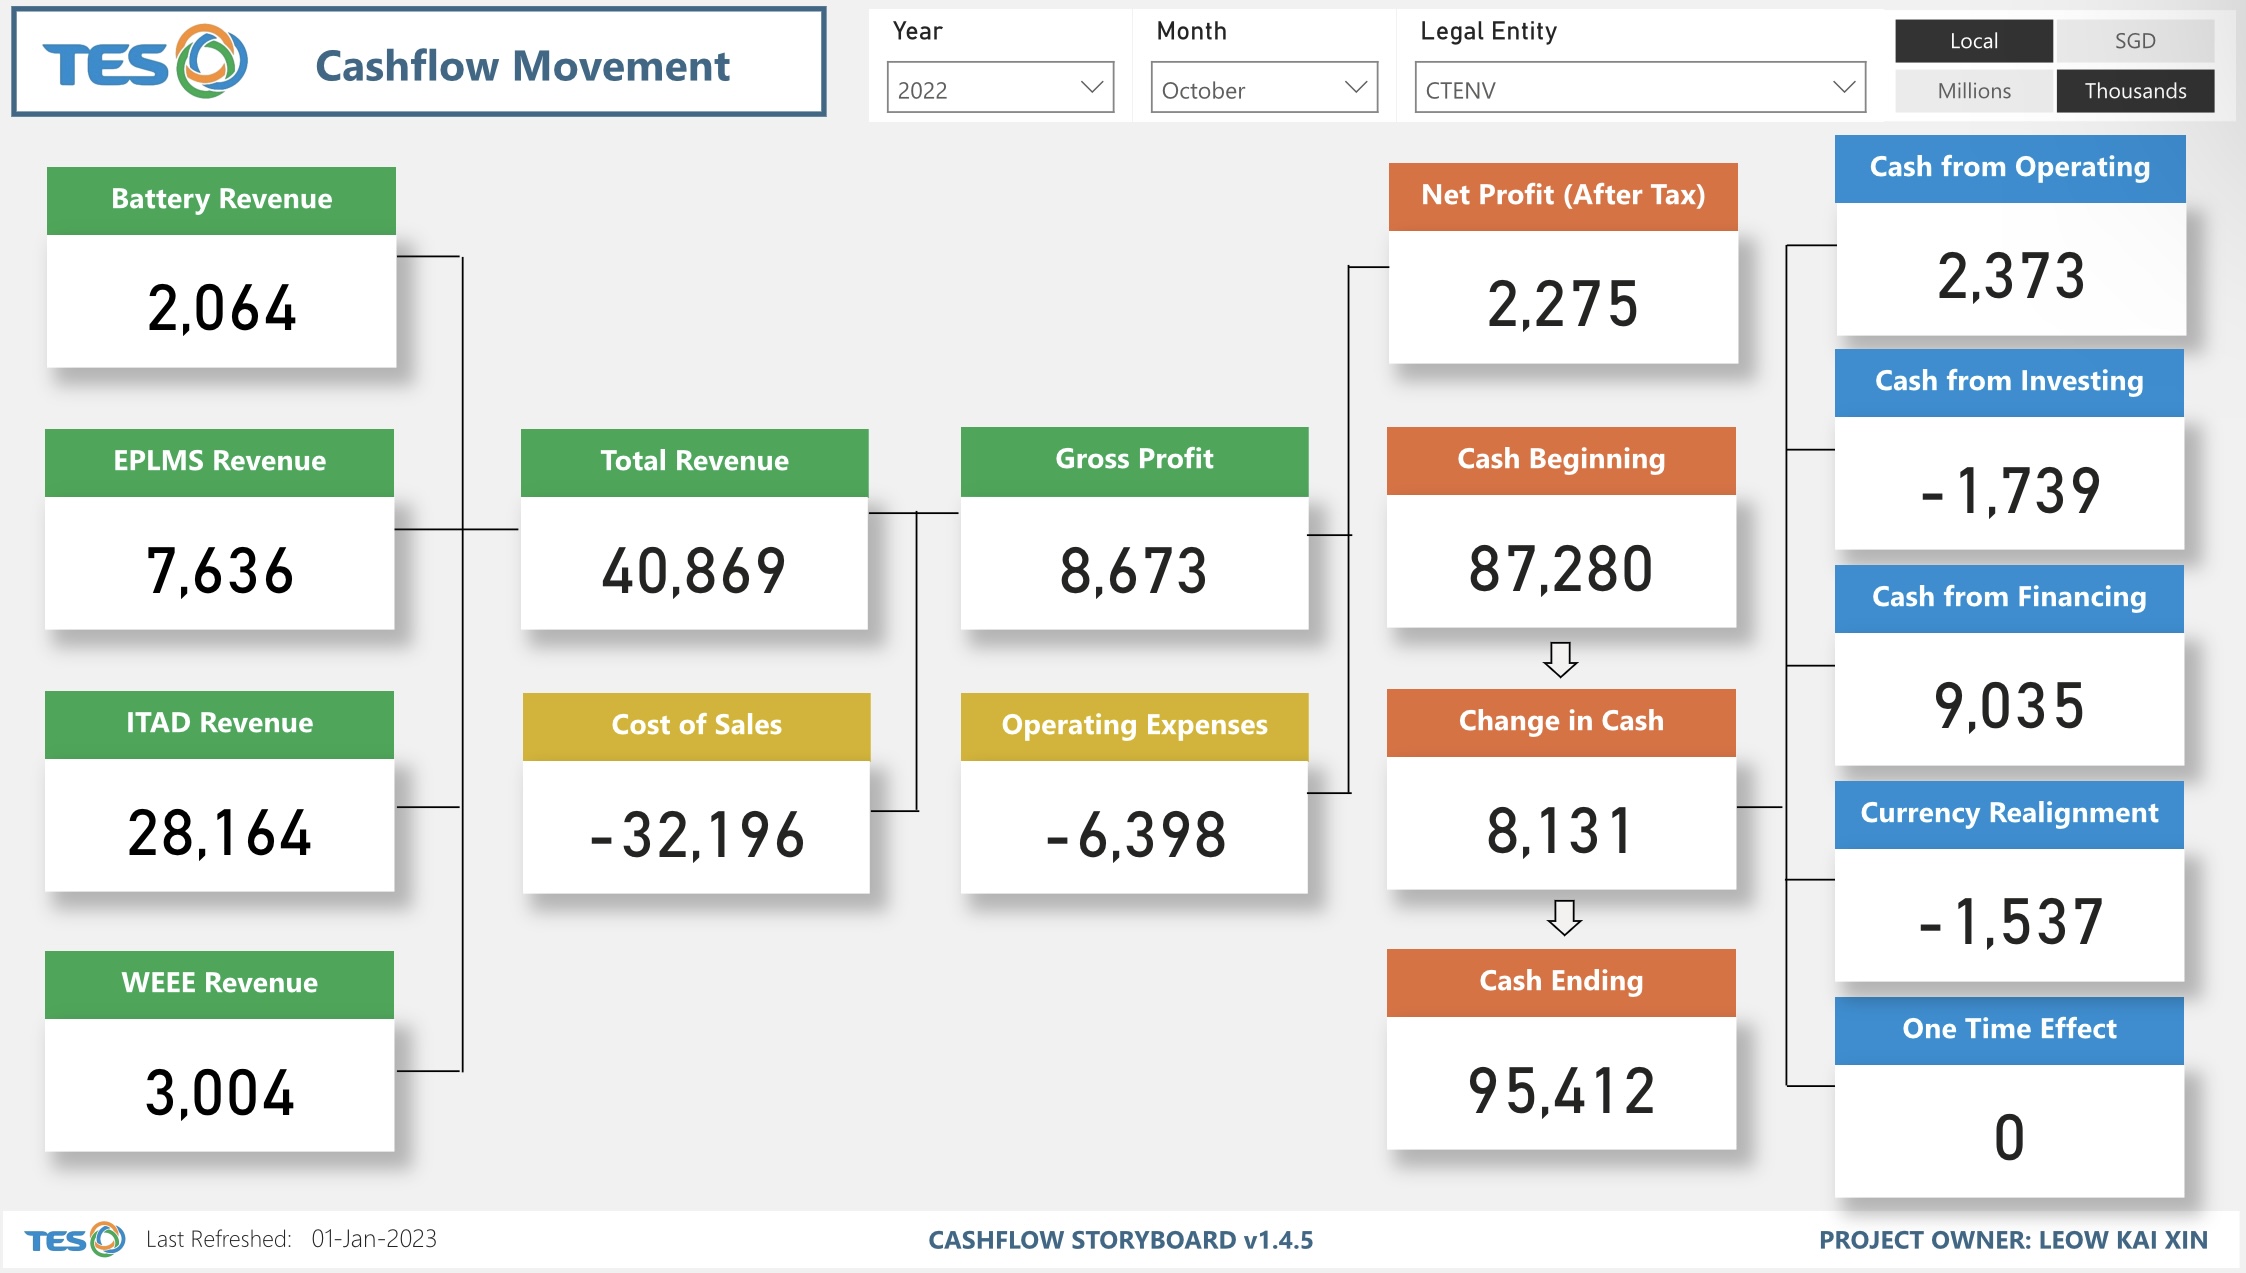 TES
Cashflow Movement
Year
2022
Month
October
Legal Entity
CTENV
Local
SGD
Millions
Thousands
Battery Revenue
2,064
EPLMS Revenue
7,636
ITAD Revenue
28,164
WEEE Revenue
3,004
Total Revenue
40,869
Cost of Sales
-32,196
Gross Profit
8,673
Operating Expenses
-6,398
Net Profit (After Tax)
2,275
Cash Beginning
87,280
Change in Cash
8,131
Cash Ending
95,412
Cash from Operating
2,373
Cash from Investing
-1,739
Cash from Financing
9,035
Currency Realignment
-1,537
One Time Effect
0
TES
Last Refreshed: 01-Jan-2023
CASHFLOW STORYBOARD v1.4.5
PROJECT OWNER: LEOW KAI XIN